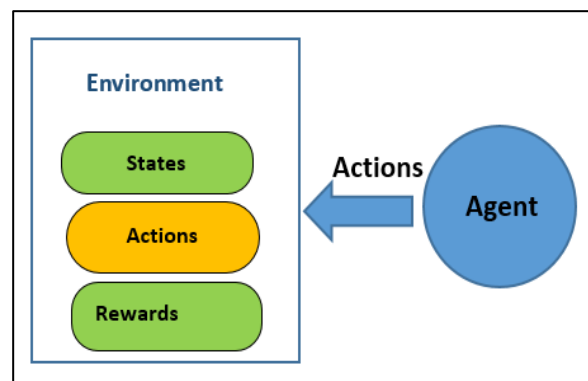 Environment
States
Actions
Rewards
Actions
Agent